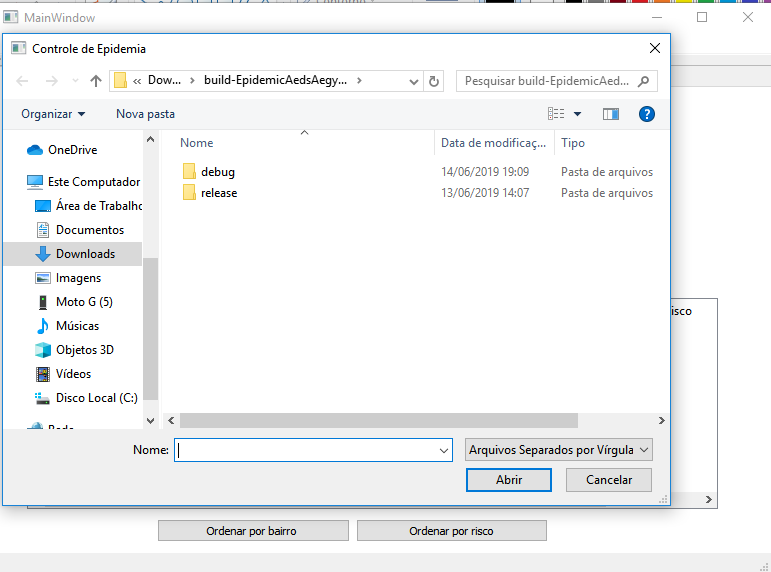 MainWindow
Controle de Epidemia
« Dow... > build-EpidemicAedsAegy... >
Pesquisar build-EpidemicAed...
Organizar
Nova pasta
?
OneDrive
Este Computador
Área de Trabalho
Documentos
Downloads
Imagens
Moto G (5)
Músicas
Objetos 3D
Vídeos
Disco Local (C:)
Nome
Data de modificaç...
Tipo
debug
14/06/2019 19:09
Pasta de arquivos
release
13/06/2019 14:07
Pasta de arquivos
isco
Nome:
Arquivos Separados por Vírgula
Abrir
Cancelar
Ordenar por bairro
Ordenar por risco